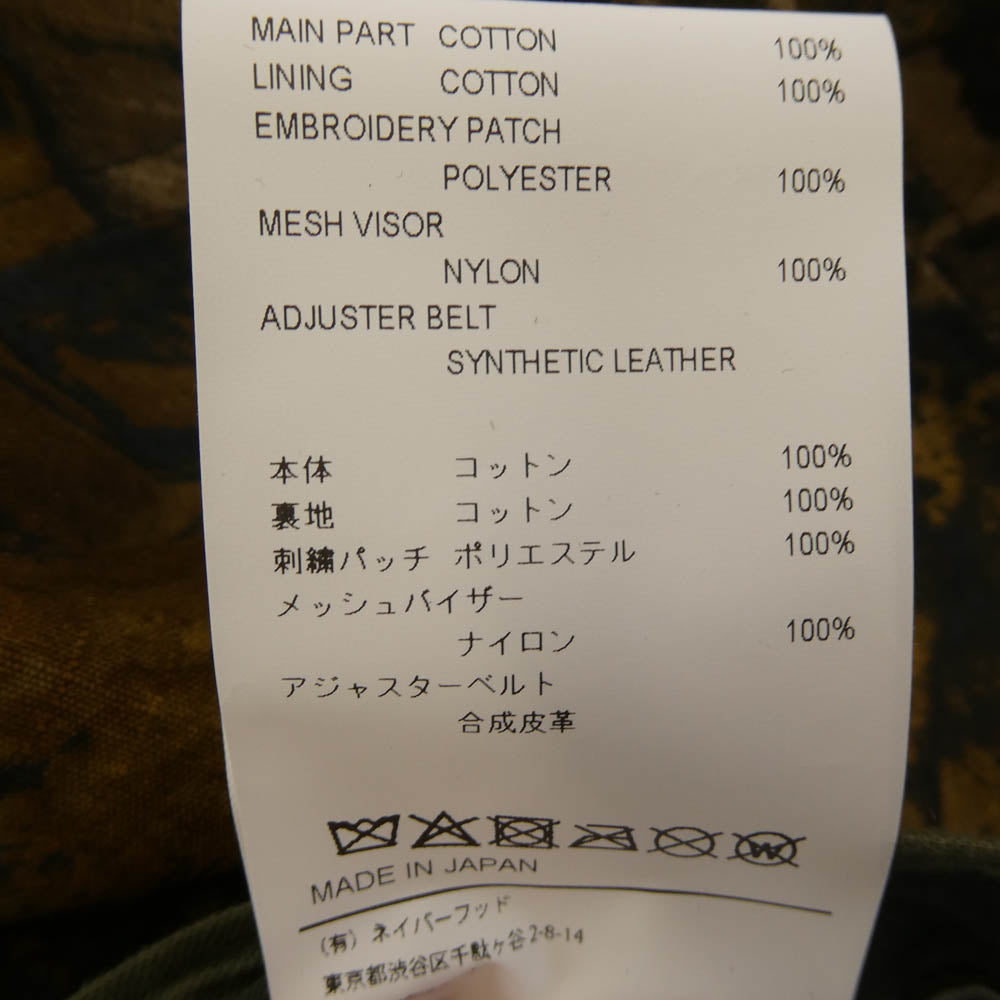 MAIN PART COTTON 100%
LINING COTTON 100%
EMBROIDERY PATCH
POLYESTER 100%
MESH VISOR
NYLON 100%
ADJUSTER BELT
SYNTHETIC LEATHER
本体 コットン 100%
裏地 コットン 100%
刺繍パッチ ポリエステル 100%
メッシュバイザー
ナイロン 100%
アジャスターベルト
合成皮革
W
MADE IN JAPAN
(有) ネイバーフッド
東京都渋谷区千駄ヶ谷2-8-14